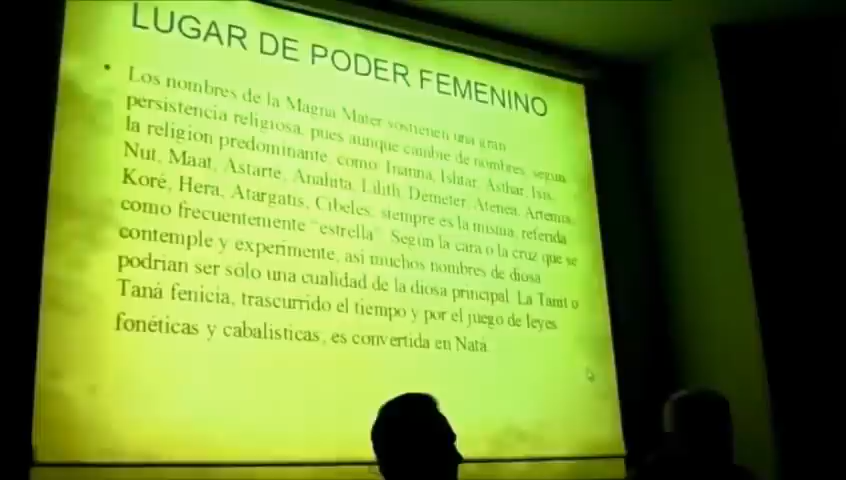 LUGAR DE PODER FEMENINO
• Los nombres de la Magna Mater sostienen una gran
persistencia religiosa, pues aunque cambie de nombres, según
la religion predominante, como: Inanna, Ishtar, Asthar, Isis,
Nut, Maat, Astarte, Anahita, Lilith, Demeter, Atenea, Artemis,
Koré, Hera, Atargatis, Cibeles, siempre es la misma, referida
como frecuentemente "estrella". Según la cara o la cruz que se
contemple y experimente, así muchos nombres de diosa
podrían ser sólo una cualidad de la diosa principal. La Tanit o
Taná fenicia, trascurrido el tiempo y por el juego de leyes
fonéticas y cabalisticas, es convertida en Nata.